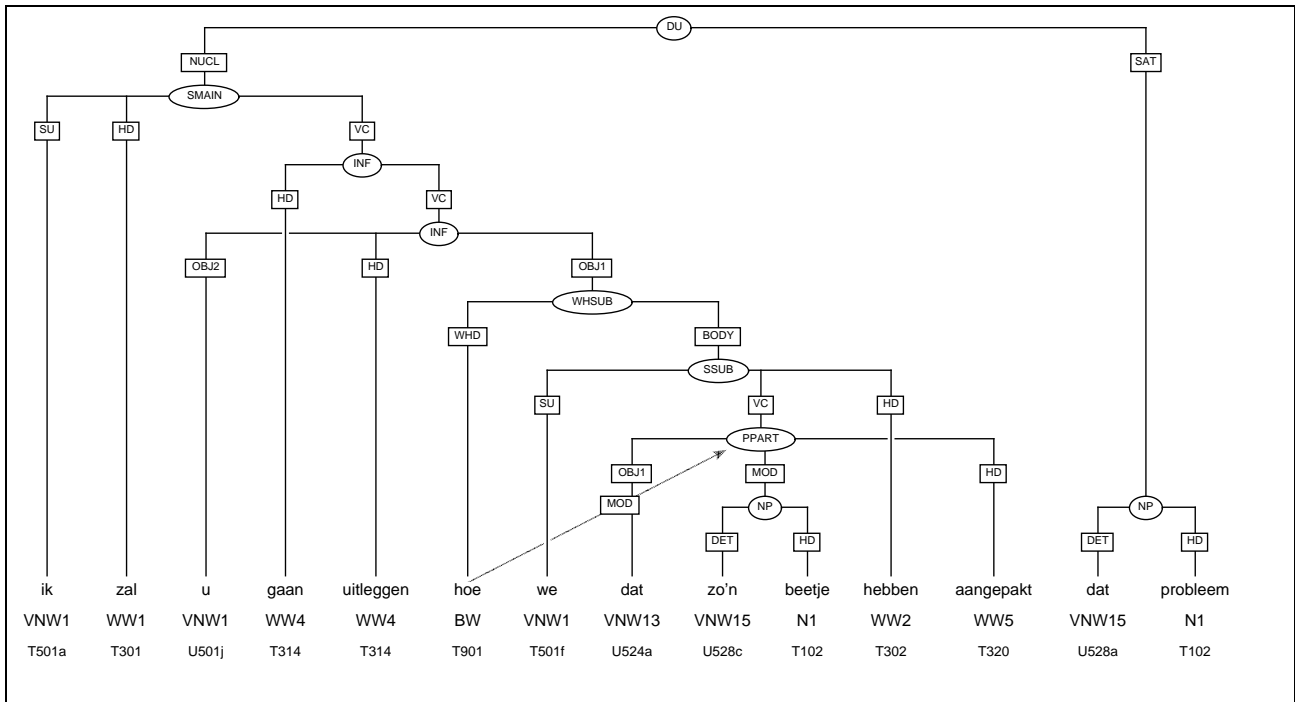 DU
NUCL SAT
SMAIN
SU HD VC
INF
HD VC
INF
OBJ2 HD OBJ1
WHSUB
WHD BODY
SSUB
SU VC HD
PPART
OBJ1 MOD HD
MOD NP NP
DET HD DET HD
ik zal u gaan uitleggen hoe we dat zo'n beetje hebben aangepakt dat probleem
VNW1 WW1 VNW1 WW4 WW4 BW VNW1 VNW13 VNW15 N1 WW2 WW5 VNW15 N1
T501a T301 U501j T314 T314 T901 T501f U524a U528c T102 T302 T320 U528a T102